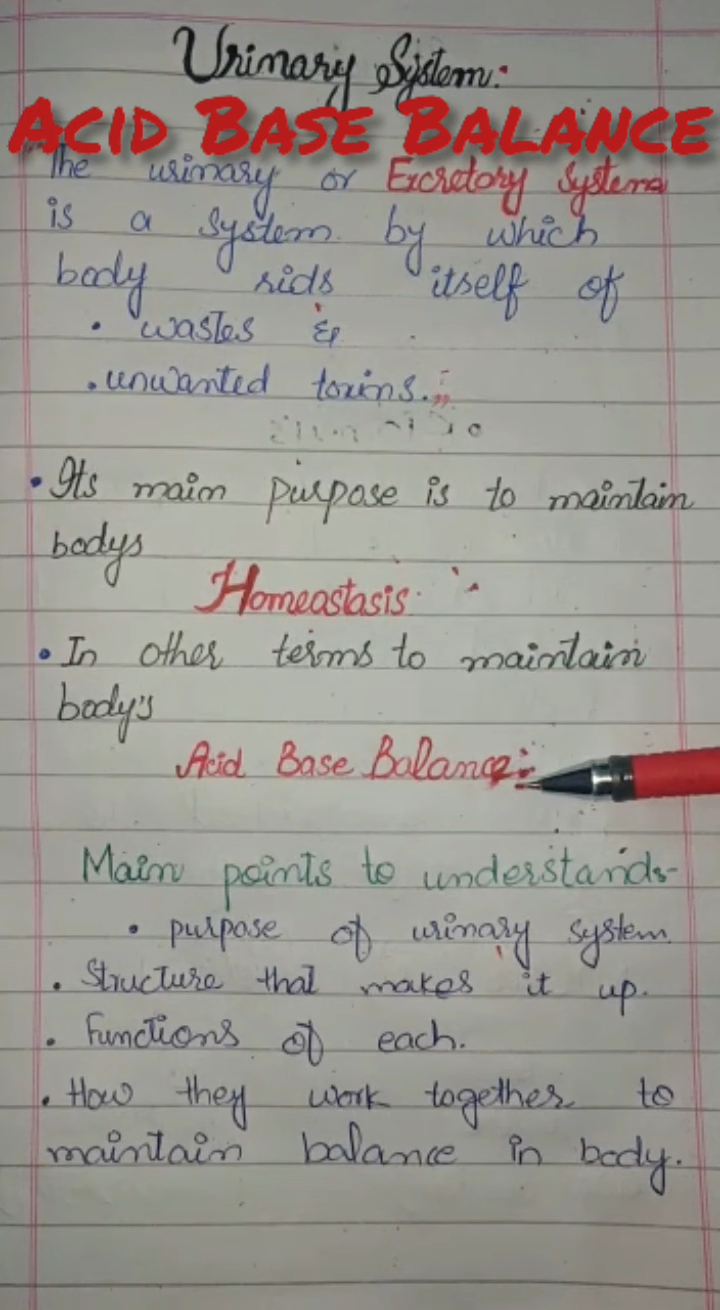 Urinary System:
ACID BASE BALANCE
"The urinary or Excretory System
is a system by which
body rids itself of
• wastes &
• unwanted toxins.;,
• Its main purpose is to maintain
bodys
Homeastasis.
• In other terms to maintain
body's
Acid Base Balance:
Main points to understand:-
• purpose of urinary system.
• Structure that makes it up.
• Functions of each.
• How they work together to
maintain balance in body.